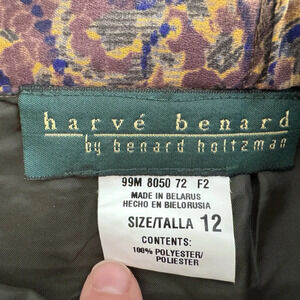 harvé benard
by benard holtzman
99M 8050 72 F2
MADE IN BELARUS
HECHO EN BIELORUSIA
SIZE/TALLA 12
CONTENTS:
100% POLYESTER/
POLIESTER